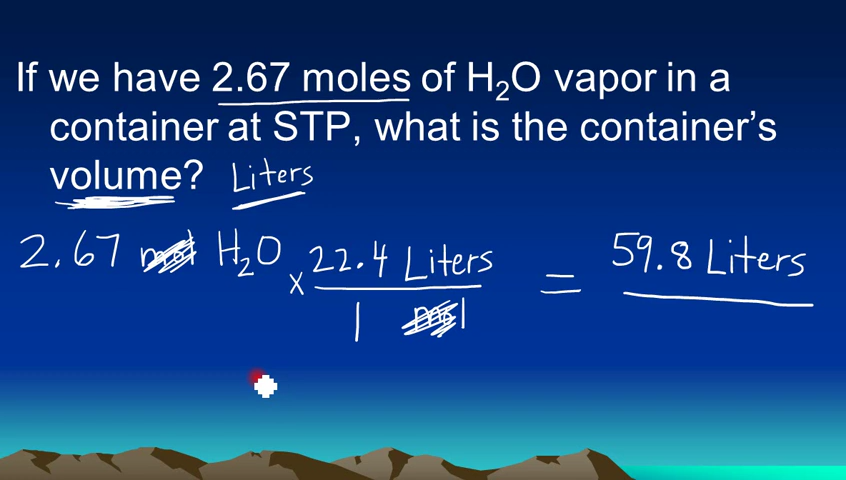 If we have 2.67 moles of H₂O vapor in a
container at STP, what is the container's
volume? Liters
2.67 mol H₂O × 22.4 Liters = 59.8 Liters
1 mol